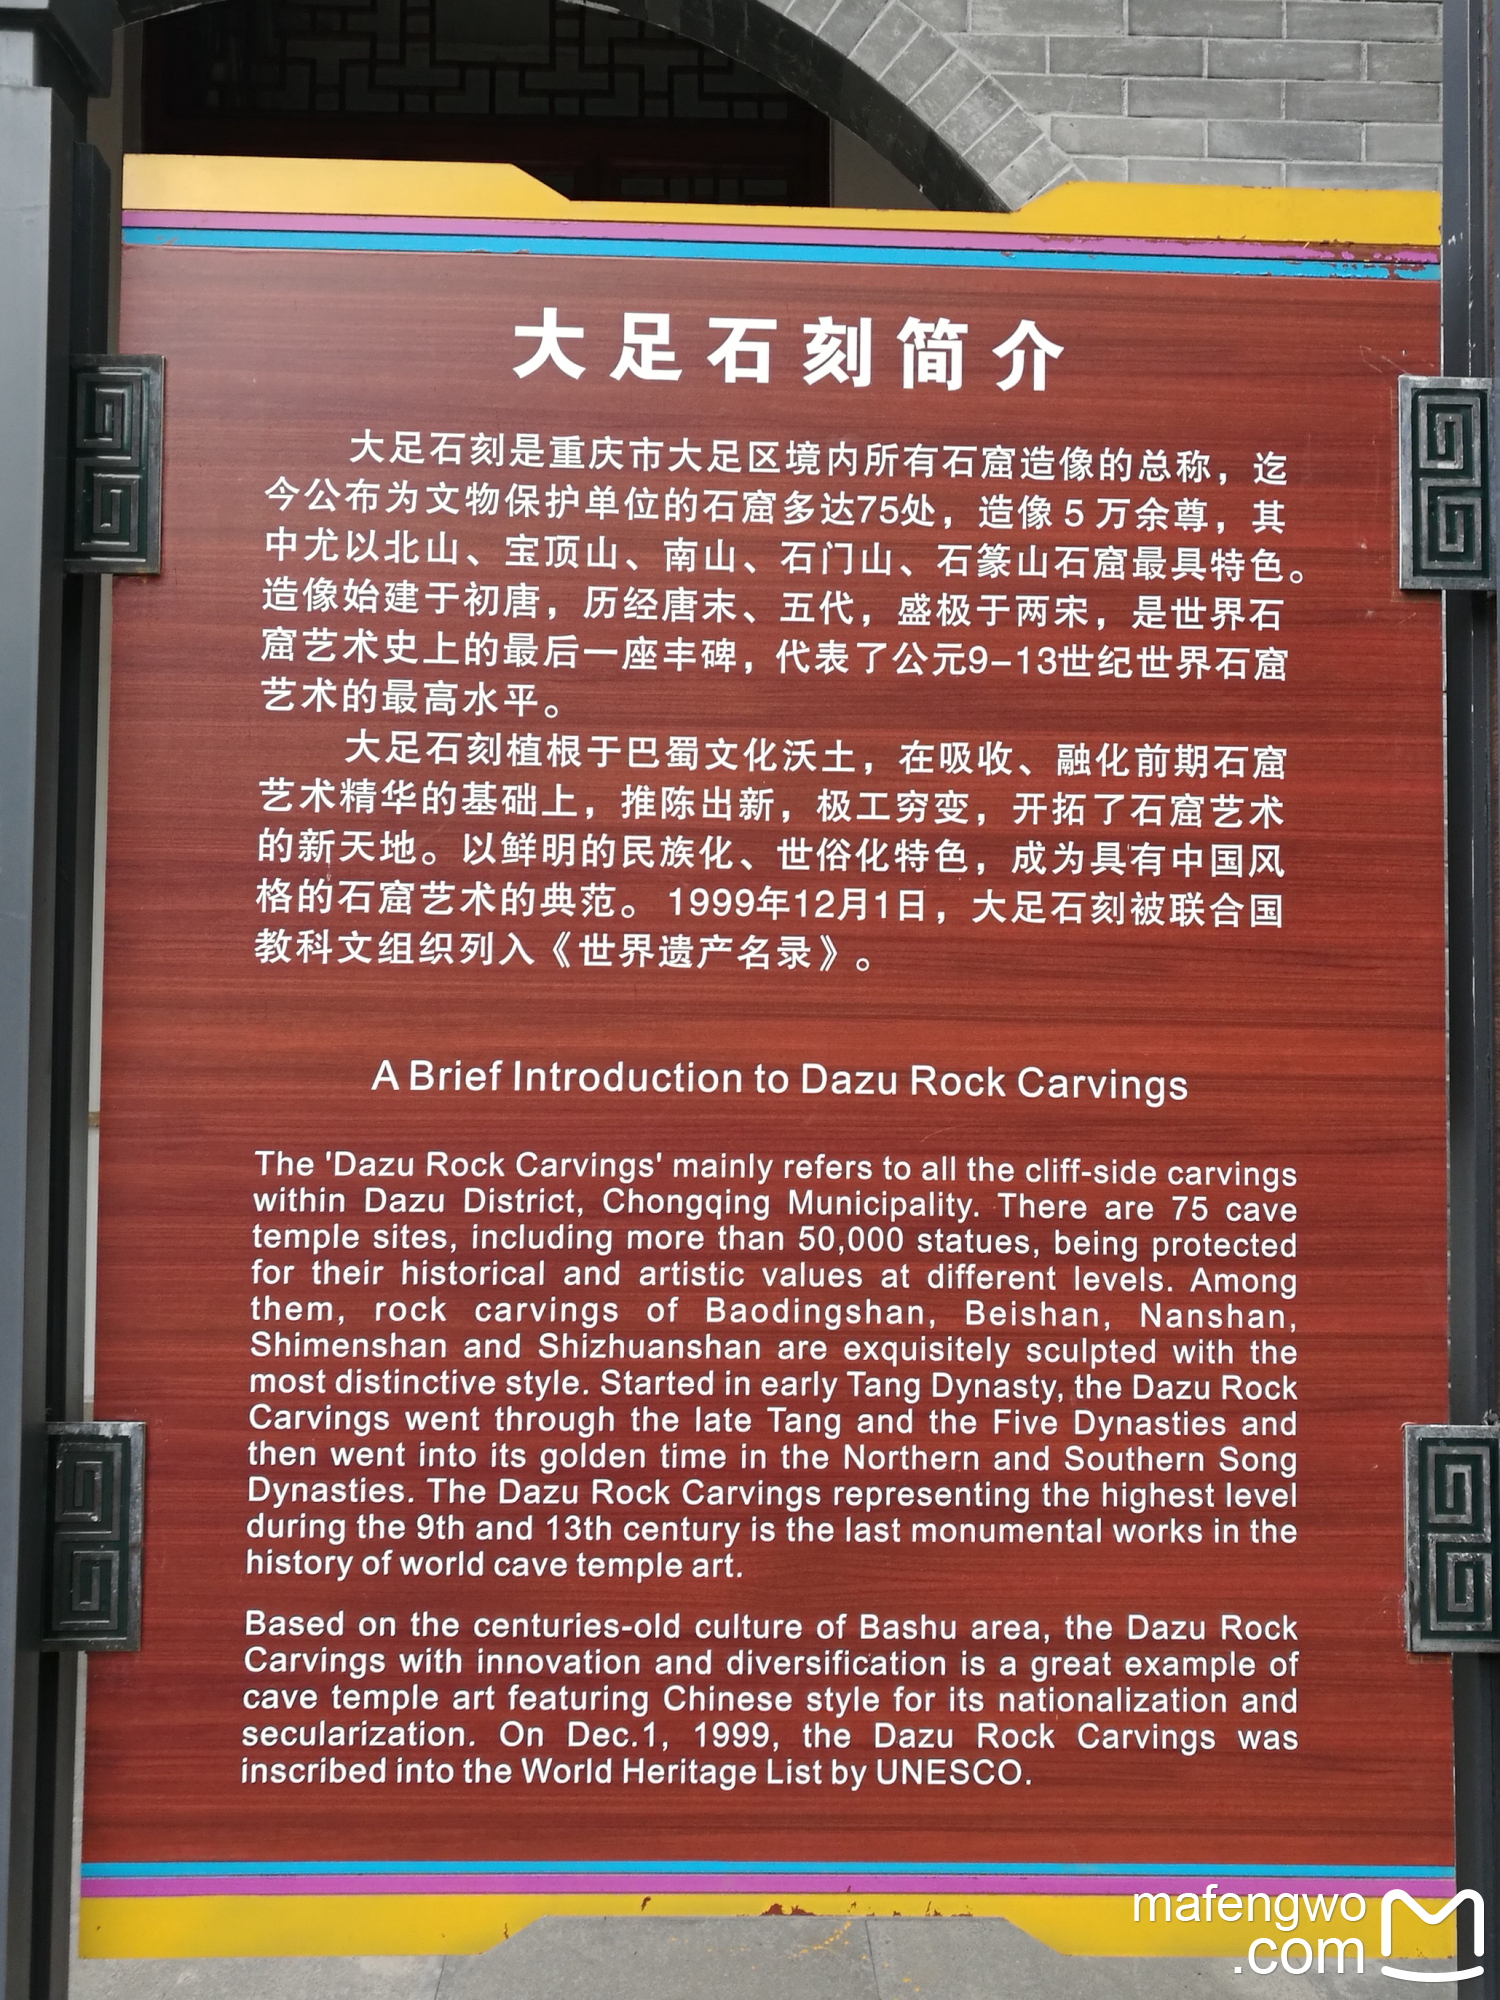 大足石刻简介
大足石刻是重庆市大足区境内所有石窟造像的总称，迄
今公布为文物保护单位的石窟多达75处，造像5万余尊，其
中尤以北山、宝顶山、南山、石门山、石篆山石窟最具特色。
造像始建于初唐，历经唐末、五代，盛极于两宋，是世界石
窟艺术史上的最后一座丰碑，代表了公元9-13世纪世界石窟
艺术的最高水平。
大足石刻植根于巴蜀文化沃土，在吸收、融化前期石窟
艺术精华的基础上，推陈出新，极工穷变，开拓了石窟艺术
的新天地。以鲜明的民族化、世俗化特色，成为具有中国风
格的石窟艺术的典范。1999年12月1日，大足石刻被联合国
教科文组织列入《世界遗产名录》。
A Brief Introduction to Dazu Rock Carvings
The 'Dazu Rock Carvings' mainly refers to all the cliff-side carvings
within Dazu District, Chongqing Municipality. There are 75 cave
temple sites, including more than 50,000 statues, being protected
for their historical and artistic values at different levels. Among
them, rock carvings of Baodingshan, Beishan, Nanshan,
Shimenshan and Shizhuanshan are exquisitely sculpted with the
most distinctive style. Started in early Tang Dynasty, the Dazu Rock
Carvings went through the late Tang and the Five Dynasties and
then went into its golden time in the Northern and Southern Song
Dynasties. The Dazu Rock Carvings representing the highest level
during the 9th and 13th century is the last monumental works in the
history of world cave temple art.
Based on the centuries-old culture of Bashu area, the Dazu Rock
Carvings with innovation and diversification is a great example of
cave temple art featuring Chinese style for its nationalization and
secularization. On Dec.1, 1999, the Dazu Rock Carvings was
inscribed into the World Heritage List by UNESCO.
mafengwo
.com